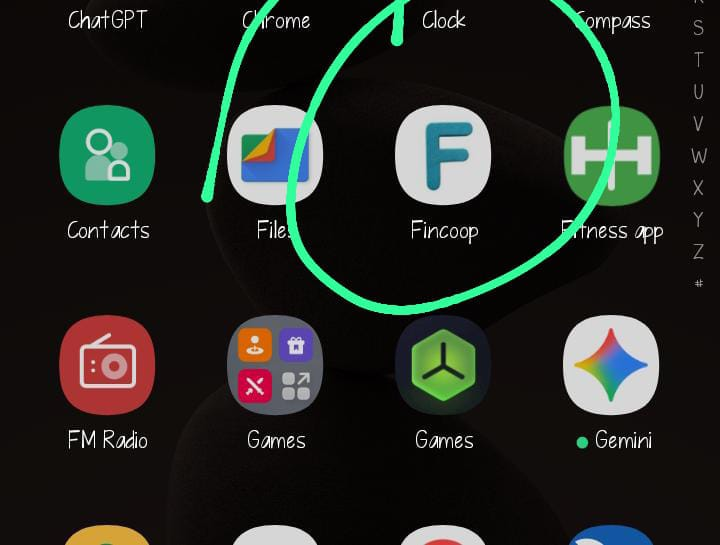 ChatGPT Chrome Clock Compass
R
S
T
U
V
W
X
Y
Z
#
F
Contacts Files Fincoop Fitness app
FM Radio Games Games Gemini